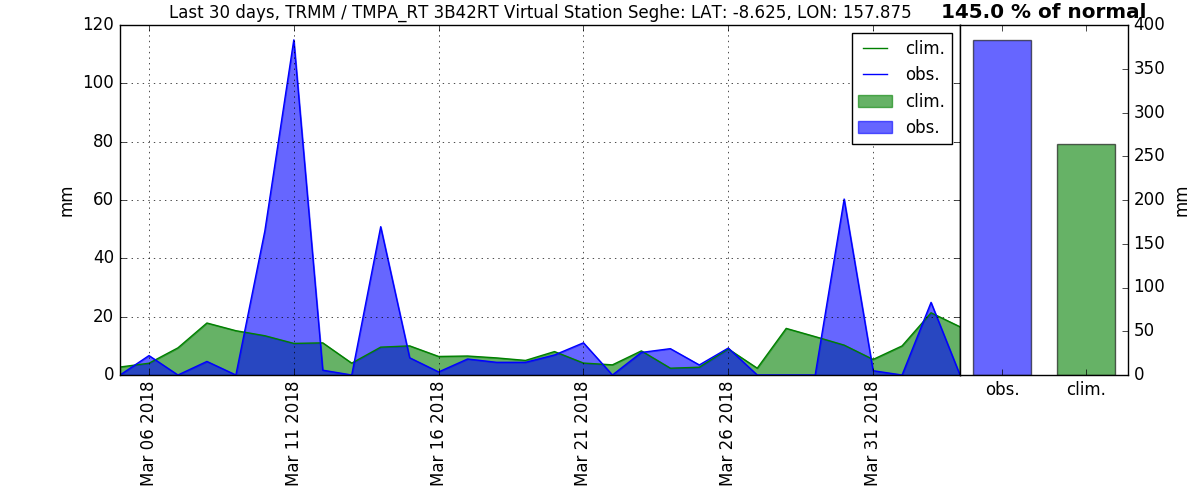 Last 30 days, TRMM / TMPA_RT 3B42RT Virtual Station Seghe: LAT: -8.625, LON: 157.875
145.0 % of normal
120
100
80
60
40
20
0
mm
clim.
obs.
clim.
obs.
400
350
300
250
200
150
100
50
0
mm
Mar 06 2018
Mar 11 2018
Mar 16 2018
Mar 21 2018
Mar 26 2018
Mar 31 2018
obs.
clim.